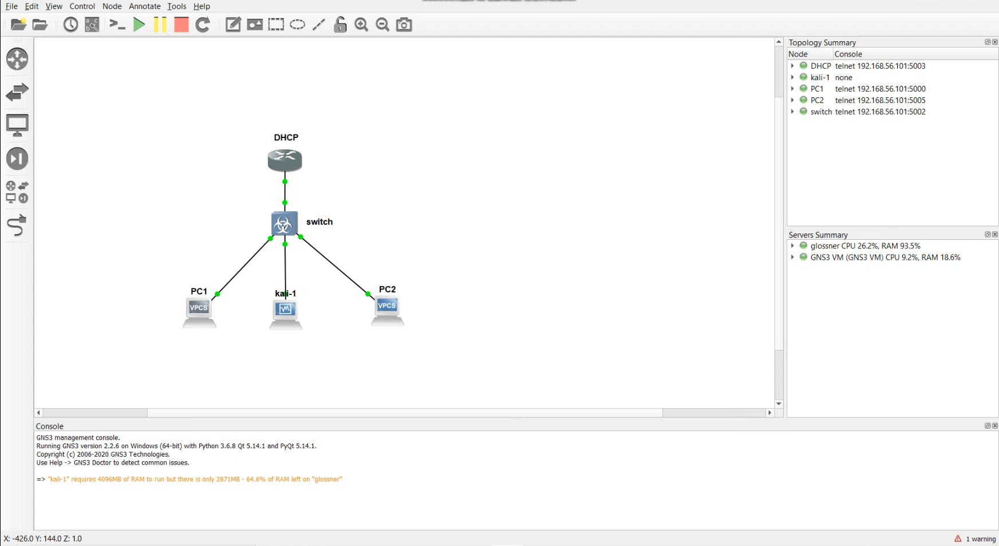 File Edit View Control Node Annotate Tools Help
Topology Summary
Node Console
DHCP telnet 192.168.56.101:5003
kali-1 none
PC1 telnet 192.168.56.101:5000
PC2 telnet 192.168.56.101:5005
switch telnet 192.168.56.101:5002
DHCP
switch
PC1
VPCS
kali-1
PC2
VPCS
Servers Summary
glossner CPU 26.2%, RAM 93.5%
GNS3 VM (GNS3 VM) CPU 9.2%, RAM 18.6%
Console
GNS3 management console.
Running GNS3 version 2.2.6 on Windows (64-bit) with Python 3.6.8 Qt 5.14.1 and PyQt 5.14.1.
Copyright (c) 2006-2020 GNS3 Technologies.
Use Help -> GNS3 Doctor to detect common issues.
=> "kali-1" requires 4096MB of RAM to run but there is only 2871MB - 64.6% of RAM left on "glossner"
X: -426.0 Y: 144.0 Z: 1.0
1 warning